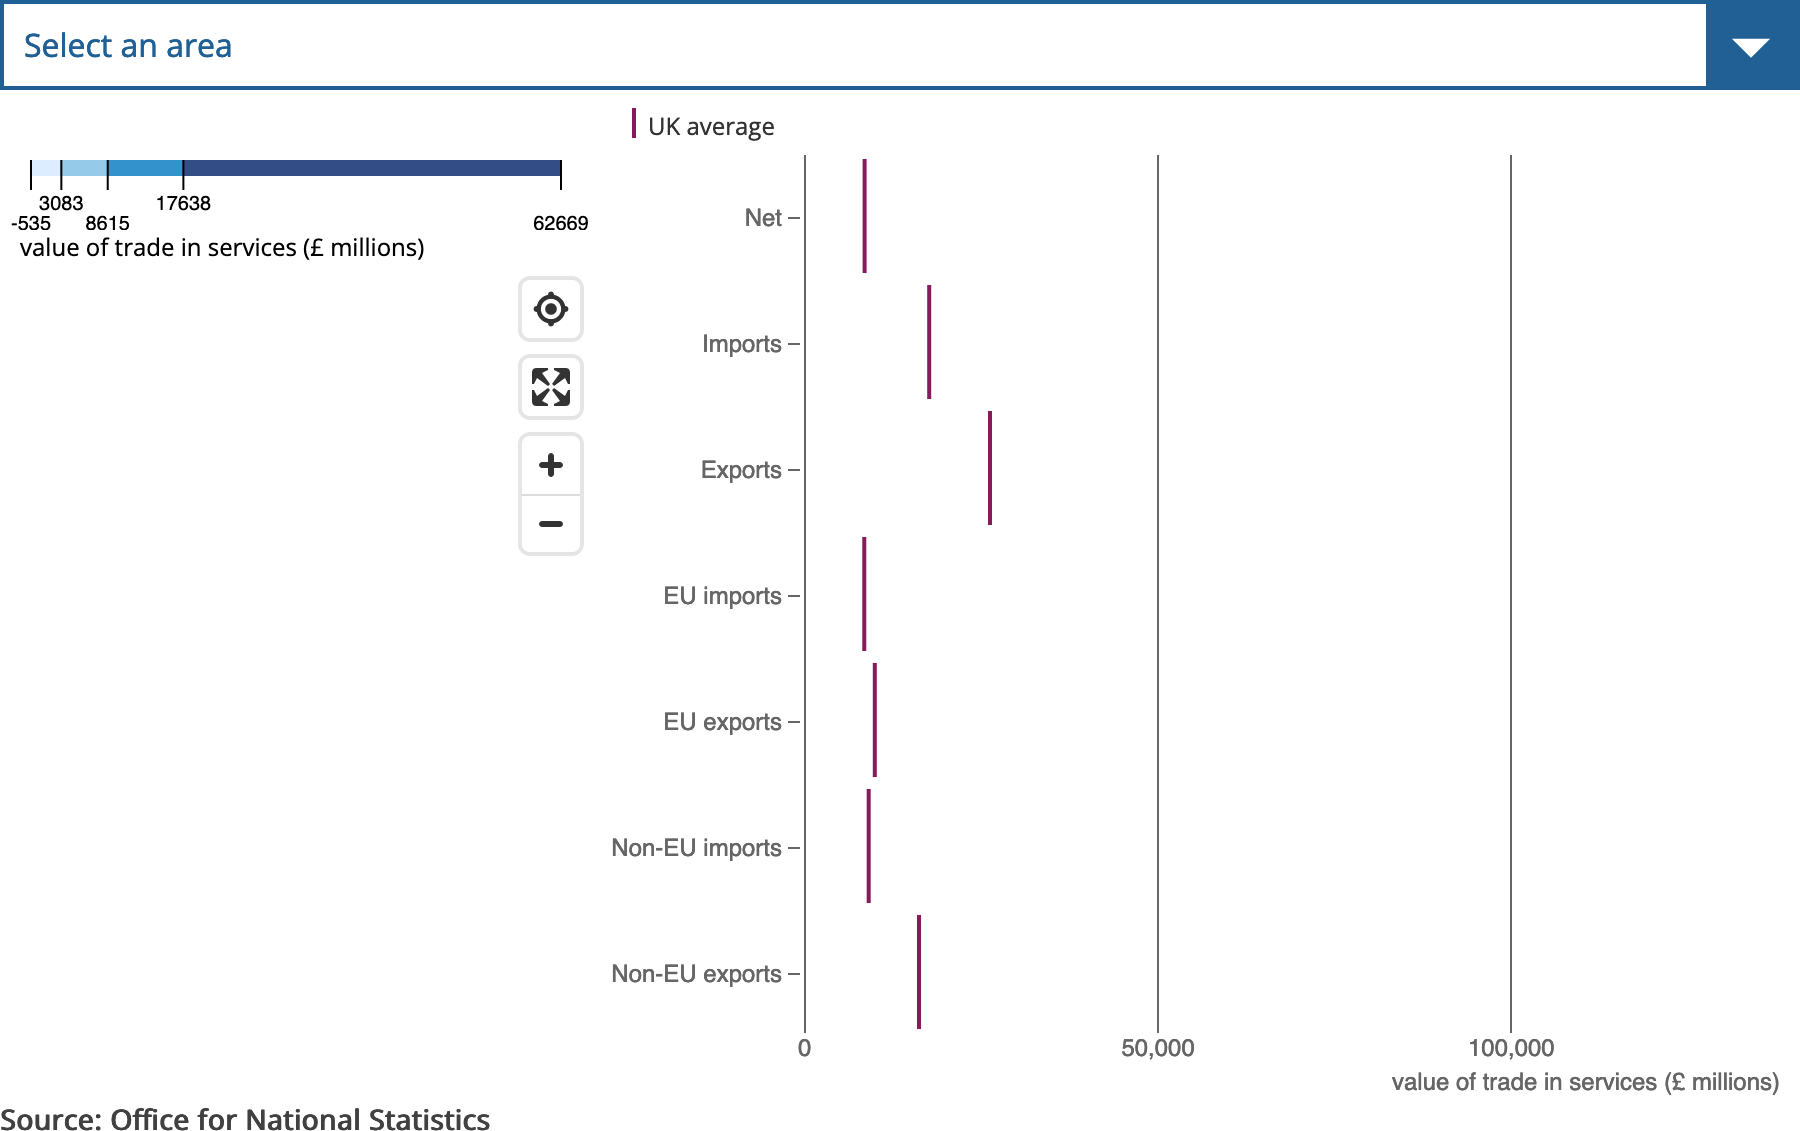 Select an area
UK average
3083 17638
-535 8615 62669
value of trade in services (£ millions)
Net
Imports
Exports
EU imports
EU exports
Non-EU imports
Non-EU exports
0 50,000 100,000
value of trade in services (£ millions)
Source: Office for National Statistics